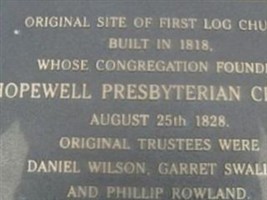 ORIGINAL SITE OF FIRST LOG CHU
BUILT IN 1818,
WHOSE CONGREGATION FOUND
HOPEWELL PRESBYTERIAN C
AUGUST 25th 1828.
ORIGINAL TRUSTEES WERE
DANIEL WILSON, GARRET SWALL
AND PHILLIP ROWLAND.